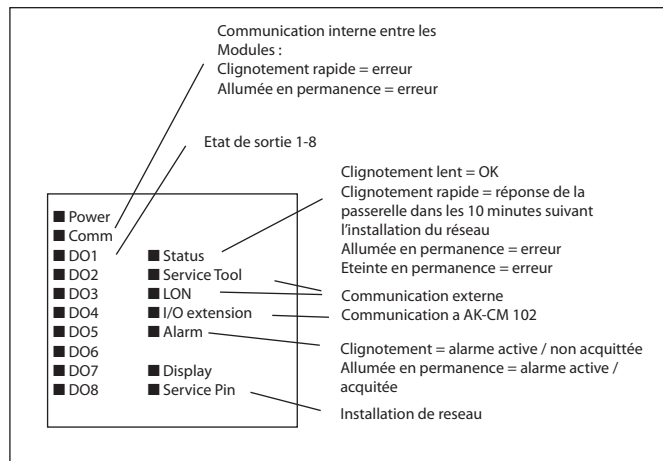 Communication interne entre les
Modules :
Clignotement rapide = erreur
Allumée en permanence = erreur
Etat de sortie 1-8
Clignotement lent = OK
Clignotement rapide = réponse de la
passerelle dans les 10 minutes suivant
l'installation du réseau
Allumée en permanence = erreur
Eteinte en permanence = erreur
Communication externe
Communication a AK-CM 102
Clignotement = alarme active / non acquittée
Allumée en permanence = alarme active /
acquitée
Installation de reseau
Power
Comm
DO1
DO2
DO3
DO4
DO5
DO6
DO7
DO8
Status
Service Tool
LON
I/O extension
Alarm
Display
Service Pin